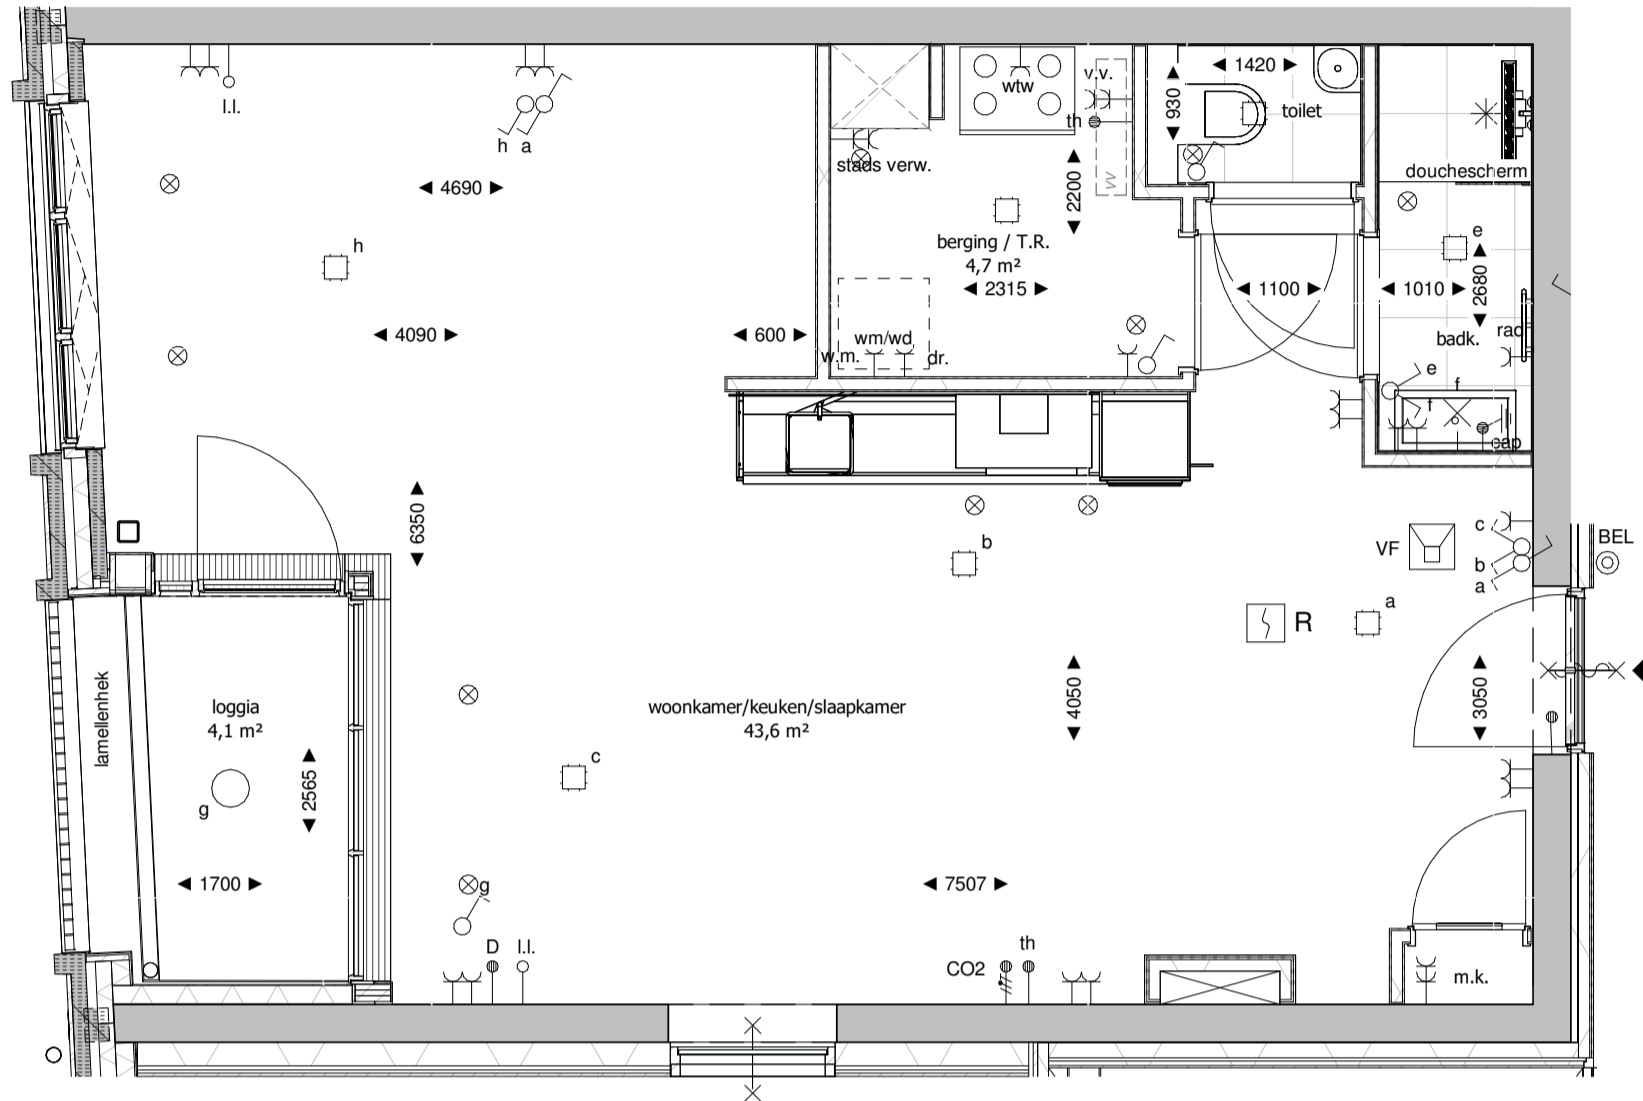 l.l.
h a
4690
h
4090
600
6350
stads verw.
wtw
v.v.
th
vv
2200
berging / T.R.
4,7 m²
2315
wm/wd
w.m.
dr.
930
1420
toilet
douchescherm
e
1100
1010
2680
badk.
rad
e
f
f
cap
b
VF
c
b
a
BEL
R
a
lamellenhek
loggia
4,1 m²
g
2565
1700
woonkamer/keuken/slaapkamer
43,6 m²
c
4050
3050
7507
g
D
l.l.
CO2
th
m.k.